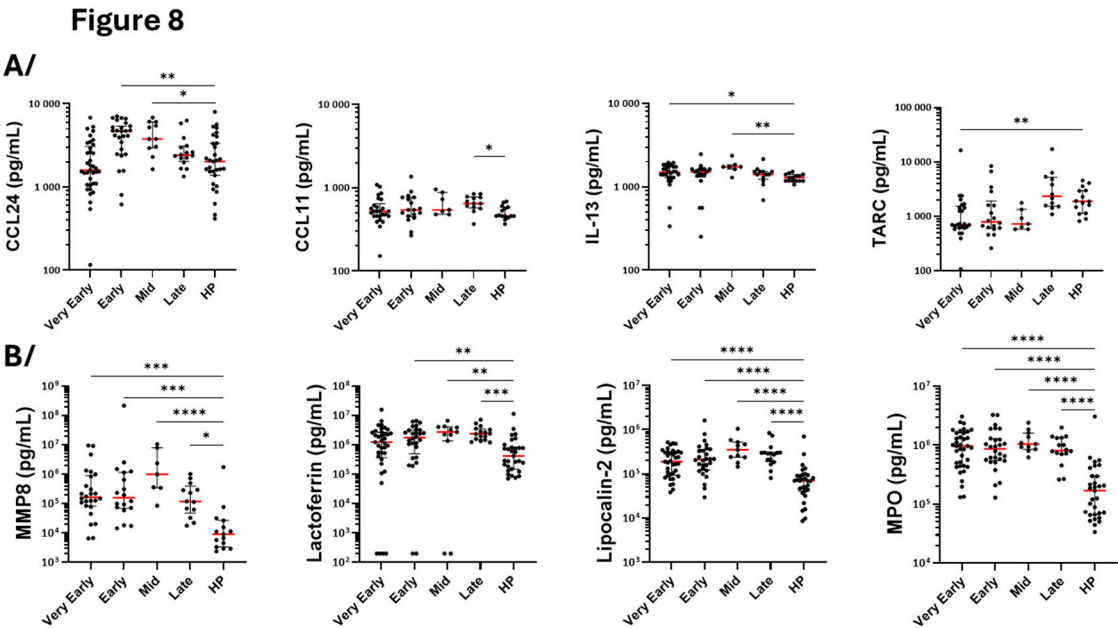 Figure 8
A/
CCL24 (pg/mL)
10 000
1 000
100
**
*
Very Early
Early
Mid
Late
HP
CCL11 (pg/mL)
10 000
1 000
100
*
Very Early
Early
Mid
Late
HP
IL-13 (pg/mL)
10 000
1 000
100
*
**
Very Early
Early
Mid
Late
HP
TARC (pg/mL)
100 000
10 000
1 000
100
**
Very Early
Early
Mid
Late
HP
B/
MMP8 (pg/mL)
10⁹
10⁸
10⁷
10⁶
10⁵
10⁴
10³
***
***
****
*
Very Early
Early
Mid
Late
HP
Lactoferrin (pg/mL)
10⁸
10⁷
10⁶
10⁵
10⁴
10³
10²
**
**
***
Very Early
Early
Mid
Late
HP
Lipocalin-2 (pg/mL)
10⁷
10⁶
10⁵
10⁴
10³
****
****
****
****
Very Early
Early
Mid
Late
HP
MPO (pg/mL)
10⁷
10⁶
10⁵
10⁴
****
****
****
****
Very Early
Early
Mid
Late
HP